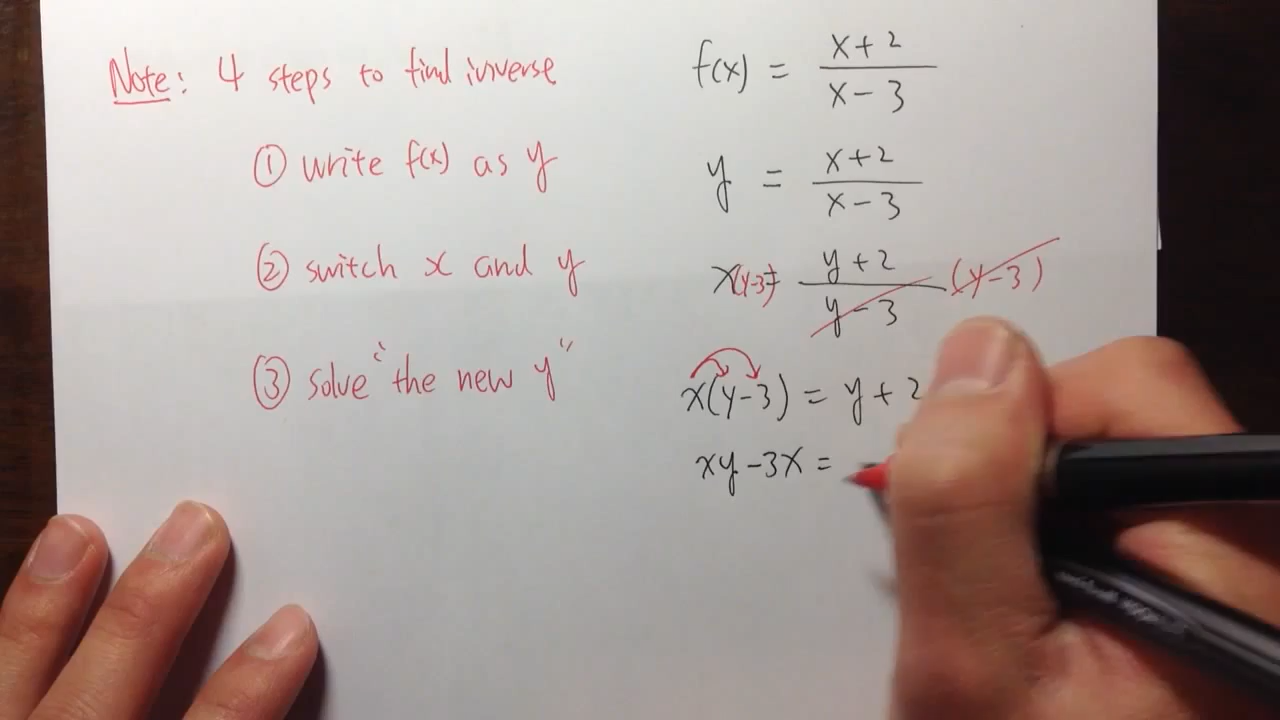 Note: 4 steps to find inverse
① write f(x) as y
② switch x and y
③ solve "the new y"
f(x) = (x+2)/(x-3)
y = (x+2)/(x-3)
x(y-3) = (y+2)/(y-3) (y-3)
x(y-3) = y+2
xy-3x =